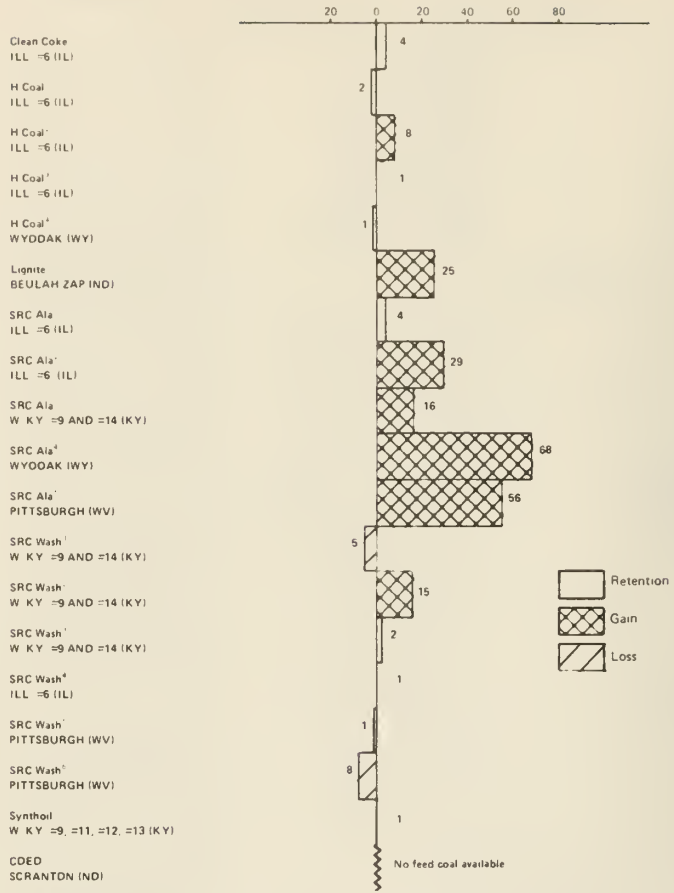 20 0 20 40 60 80
Clean Coke 4
ILL =6 (IL)
H Coal 2
ILL =6 (IL)
H Coal 8
ILL =6 (IL)
H Coal 1
ILL =6 (IL)
H Coal⁴ 1
WYODAK (WY)
Lignite 25
BEULAH ZAP IND)
SRC Ala 4
ILL =6 (IL)
SRC Ala 29
ILL =6 (IL)
SRC Ala 16
W KY =9 AND =14 (KY)
SRC Ala⁴ 68
WYODAK (WY)
SRC Ala 56
PITTSBURGH (WV)
SRC Wash 5
W KY =9 AND =14 (KY)
SRC Wash 15
W KY =9 AND =14 (KY)
SRC Wash 2
W KY =9 AND =14 (KY)
SRC Wash⁴ 1
ILL =6 (IL)
SRC Wash 1
PITTSBURGH (WV)
SRC Wash 8
PITTSBURGH (WV)
Synthoil 1
W KY =9, =11, =12, =13 (KY)
COED No feed coal available
SCRANTON (ND)
Retention
Gain
Loss